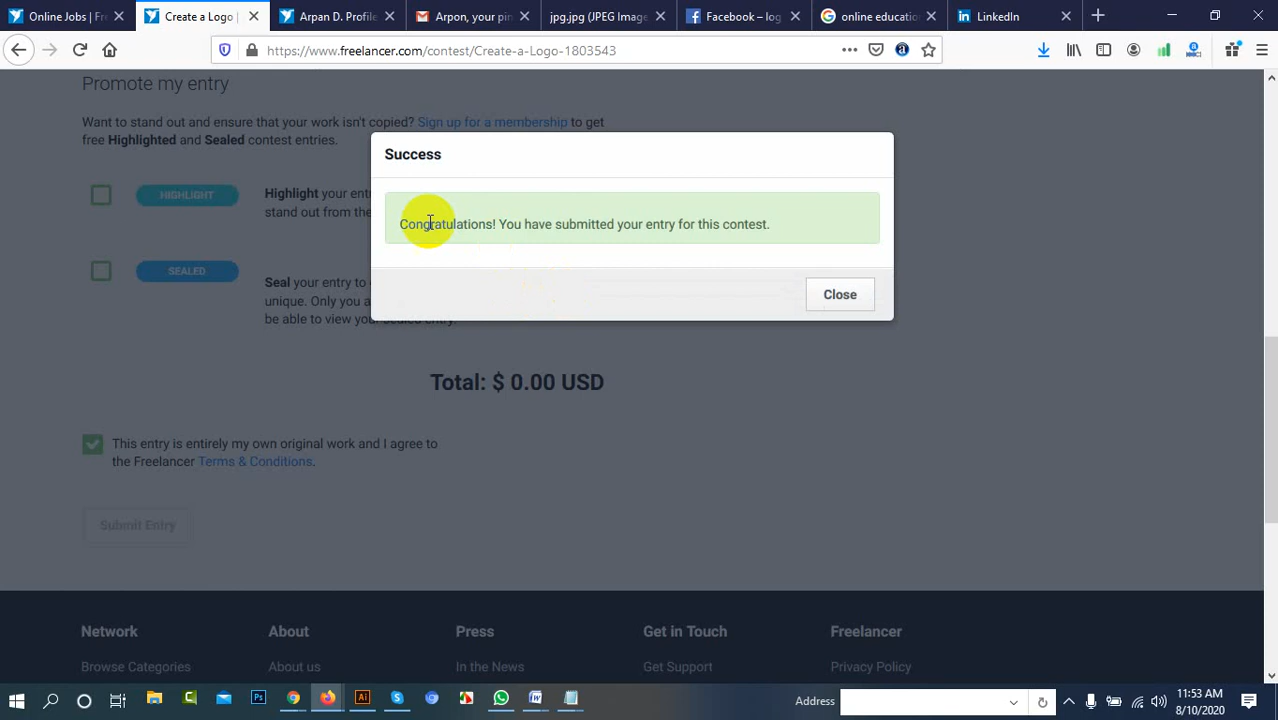 Online Jobs | Fr
Create a Logo |
Arpan D. Profile
Arpon, your pin
jpg.jpg (JPEG Image
Facebook – log
online educatio
LinkedIn
https://www.freelancer.com/contest/Create-a-Logo-1803543
Promote my entry
Want to stand out and ensure that your work isn't copied? Sign up for a membership to get
free Highlighted and Sealed contest entries.
Success
HIGHLIGHT
Highlight your ent
stand out from the
Congratulations! You have submitted your entry for this contest.
SEALED
Seal your entry to
unique. Only you a
be able to view your sealed entry.
Close
Total: $ 0.00 USD
This entry is entirely my own original work and I agree to
the Freelancer Terms & Conditions.
Submit Entry
Network
About
Press
Get in Touch
Freelancer
Browse Categories
About us
In the News
Get Support
Privacy Policy
Address
11:53 AM
8/10/2020